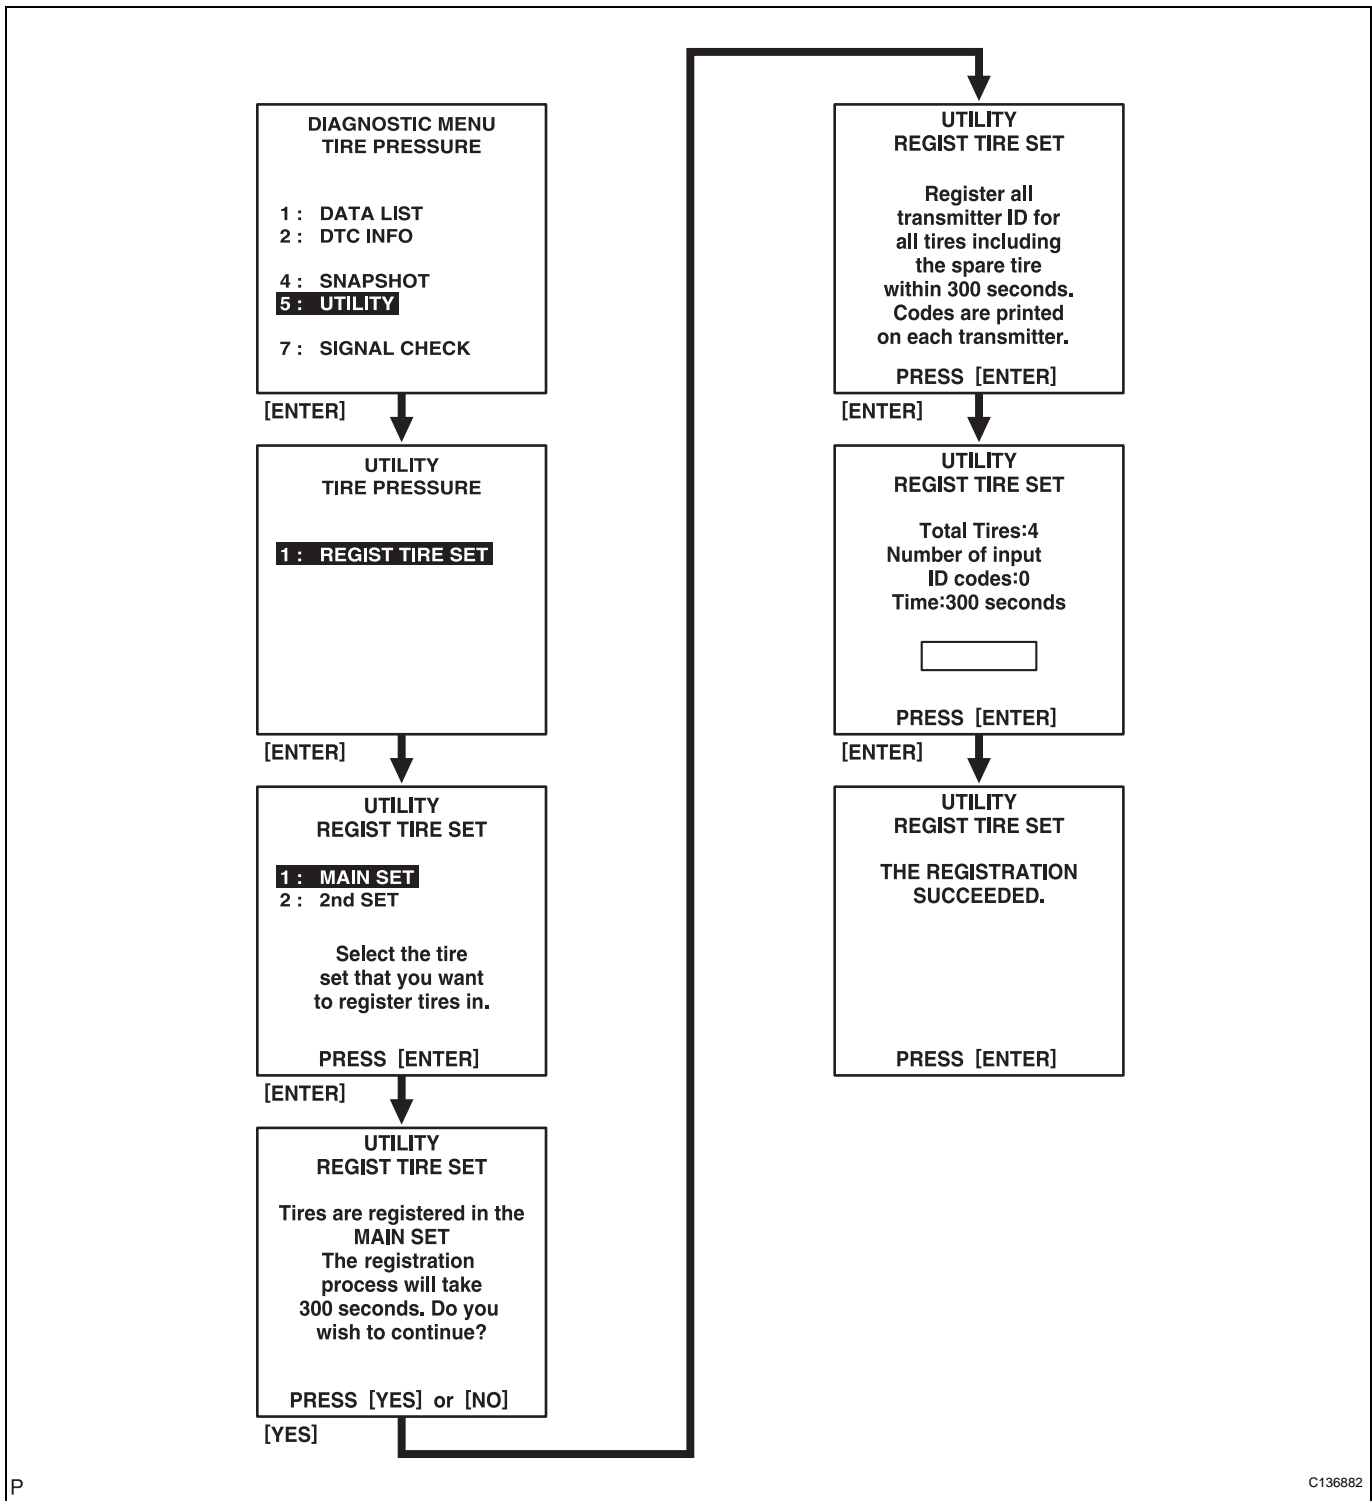 DIAGNOSTIC MENU
TIRE PRESSURE
1 : DATA LIST
2 : DTC INFO
4 : SNAPSHOT
5 : UTILITY
7 : SIGNAL CHECK
[ENTER]
UTILITY
TIRE PRESSURE
1 : REGIST TIRE SET
[ENTER]
UTILITY
REGIST TIRE SET
1 : MAIN SET
2 : 2nd SET
Select the tire
set that you want
to register tires in.
PRESS [ENTER]
[ENTER]
UTILITY
REGIST TIRE SET
Tires are registered in the
MAIN SET
The registration
process will take
300 seconds. Do you
wish to continue?
PRESS [YES] or [NO]
[YES]
UTILITY
REGIST TIRE SET
Register all
transmitter ID for
all tires including
the spare tire
within 300 seconds.
Codes are printed
on each transmitter.
PRESS [ENTER]
[ENTER]
UTILITY
REGIST TIRE SET
Total Tires:4
Number of input
ID codes:0
Time:300 seconds
PRESS [ENTER]
[ENTER]
UTILITY
REGIST TIRE SET
THE REGISTRATION
SUCCEEDED.
PRESS [ENTER]
P
C136882